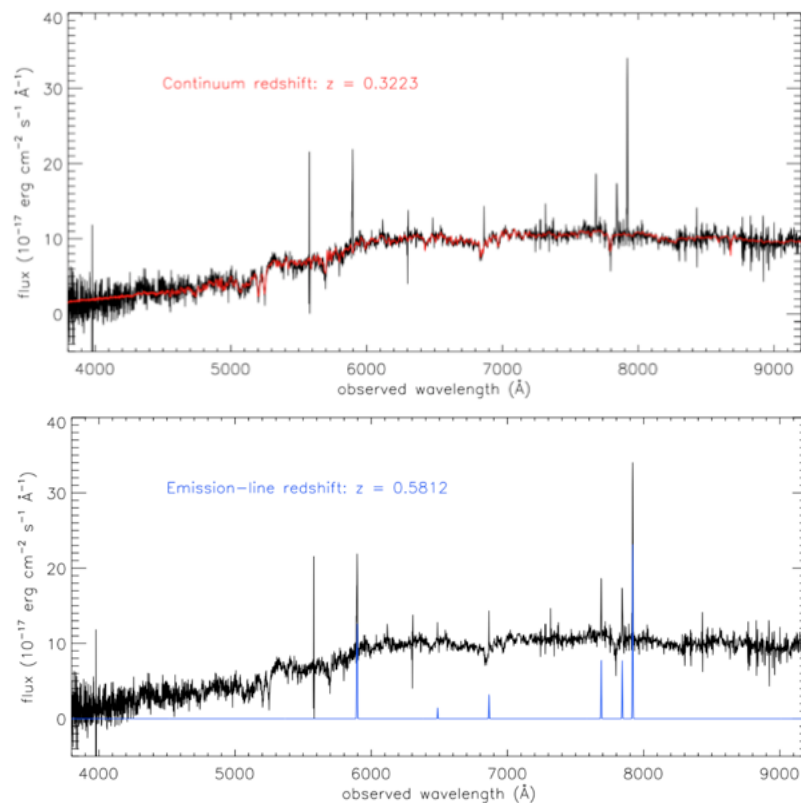 40
Continuum redshift: z = 0.3223
30
20
10
0
flux (10⁻¹⁷ erg cm⁻² s⁻¹ Å⁻¹)
4000 5000 6000 7000 8000 9000
observed wavelength (Å)
40
Emission-line redshift: z = 0.5812
30
20
10
0
flux (10⁻¹⁷ erg cm⁻² s⁻¹ Å⁻¹)
4000 5000 6000 7000 8000 9000
observed wavelength (Å)